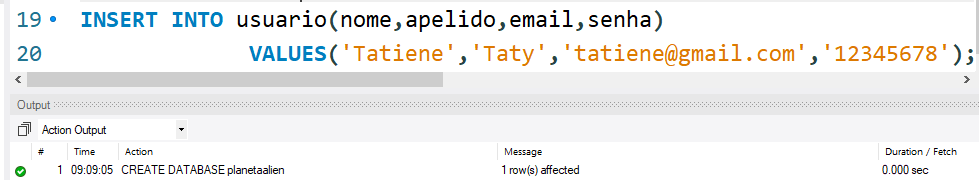 19 INSERT INTO usuario(nome,apelido,email,senha)
20 VALUES('Tatiene','Taty','tatiene@gmail.com','12345678');
Output
Action Output
# Time Action Message Duration / Fetch
1 09:09:05 CREATE DATABASE planetaalien 1 row(s) affected 0.000 sec